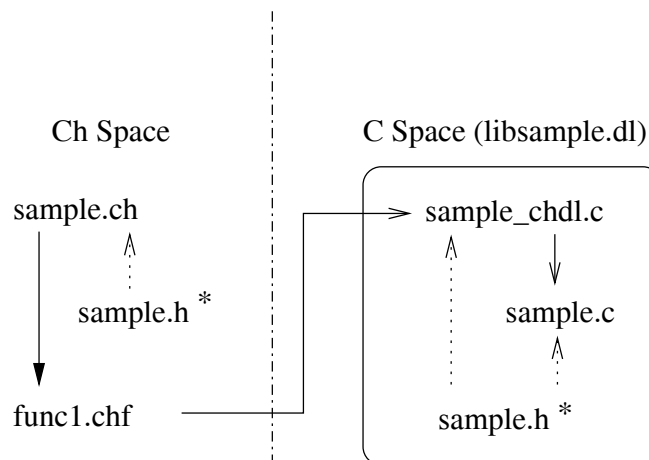 Ch Space
C Space (libsample.dl)
sample.ch
sample_chdl.c
sample.h *
sample.c
func1.chf
sample.h *